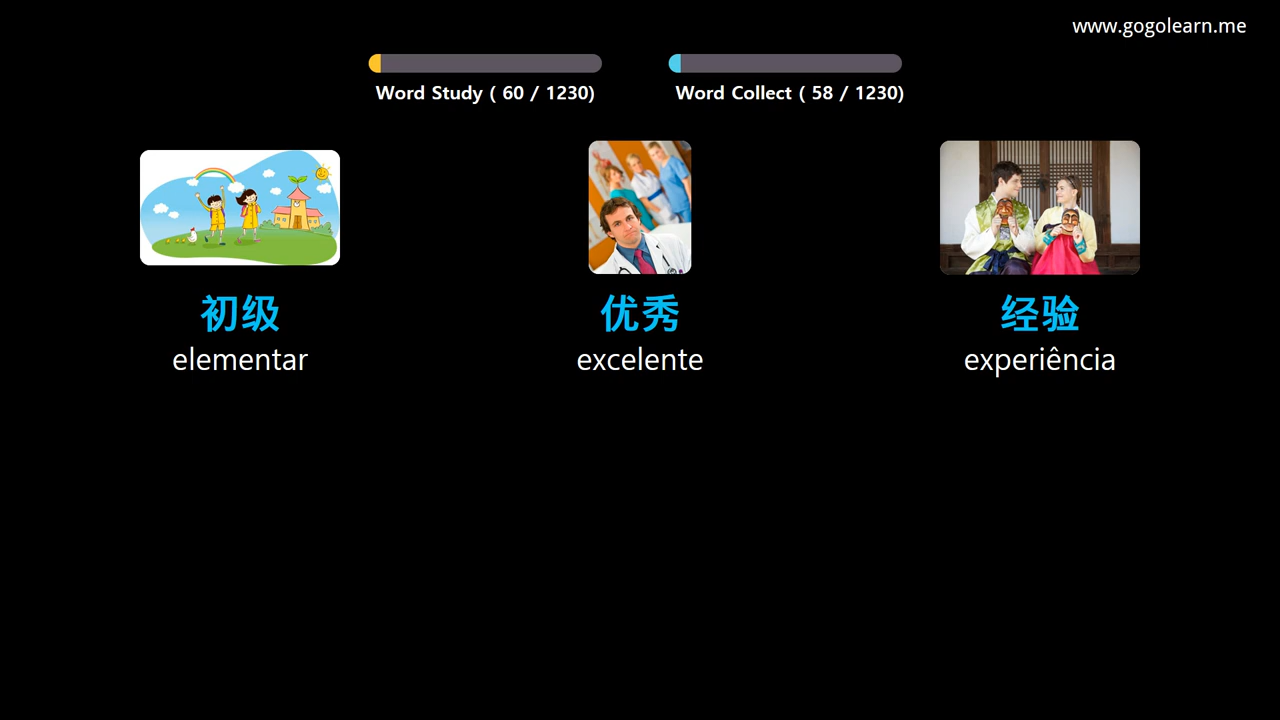 www.gogolearn.me
Word Study ( 60 / 1230)
Word Collect ( 58 / 1230)
初级
elementar
优秀
excelente
经验
experiência